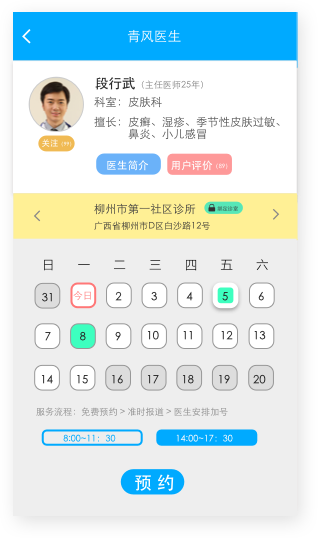 青风医生
段行武（主任医师25年）
科室：皮肤科
擅长：皮癣、湿疹、季节性皮肤过敏、
鼻炎、小儿感冒
关注（99）
医生简介
用户评价（89）
柳州市第一社区诊所
广西省柳州市D区白沙路12号
日 一 二 三 四 五 六
31 今日 2 3 4 5 6
7 8 9 10 11 12 13
14 15 16 17 18 19 20
服务流程：免费预约 > 准时报道 > 医生安排加号
8:00~11：30
14:00~17：30
预 约